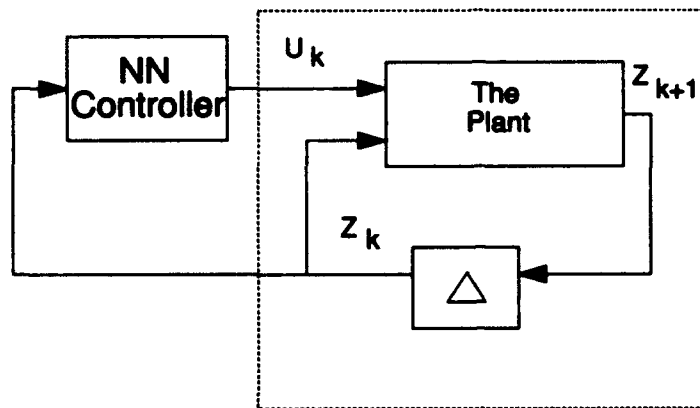 NN
Controller
U k
The
Plant
Z k+1
Z k
△